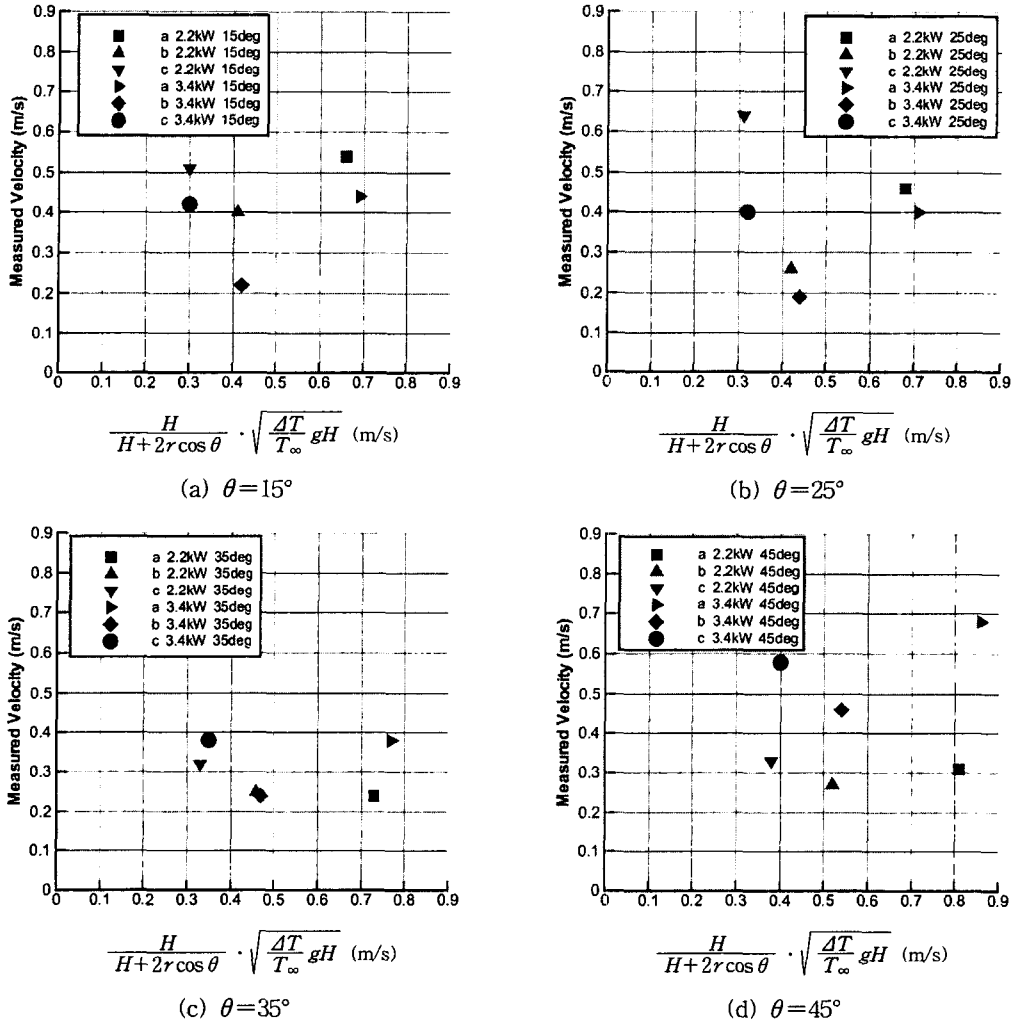 0.9
0.8
0.7
0.6
0.5
0.4
0.3
0.2
0.1
0
Measured Velocity (m/s)
a 2.2kW 15deg
b 2.2kW 15deg
c 2.2kW 15deg
a 3.4kW 15deg
b 3.4kW 15deg
c 3.4kW 15deg
0 0.1 0.2 0.3 0.4 0.5 0.6 0.7 0.8 0.9
H / (H+2r cos θ) · √(ΔT/T∞ gH) (m/s)
(a) θ=15°
0.9
0.8
0.7
0.6
0.5
0.4
0.3
0.2
0.1
0
Measured Velocity (m/s)
a 2.2kW 25deg
b 2.2kW 25deg
c 2.2kW 25deg
a 3.4kW 25deg
b 3.4kW 25deg
c 3.4kW 25deg
0 0.1 0.2 0.3 0.4 0.5 0.6 0.7 0.8 0.9
H / (H+2r cos θ) · √(ΔT/T∞ gH) (m/s)
(b) θ=25°
0.9
0.8
0.7
0.6
0.5
0.4
0.3
0.2
0.1
0
Measured Velocity (m/s)
a 2.2kW 35deg
b 2.2kW 35deg
c 2.2kW 35deg
a 3.4kW 35deg
b 3.4kW 35deg
c 3.4kW 35deg
0 0.1 0.2 0.3 0.4 0.5 0.6 0.7 0.8 0.9
H / (H+2r cos θ) · √(ΔT/T∞ gH) (m/s)
(c) θ=35°
0.9
0.8
0.7
0.6
0.5
0.4
0.3
0.2
0.1
0
Measured Velocity (m/s)
a 2.2kW 45deg
b 2.2kW 45deg
c 2.2kW 45deg
a 3.4kW 45deg
b 3.4kW 45deg
c 3.4kW 45deg
0 0.1 0.2 0.3 0.4 0.5 0.6 0.7 0.8 0.9
H / (H+2r cos θ) · √(ΔT/T∞ gH) (m/s)
(d) θ=45°